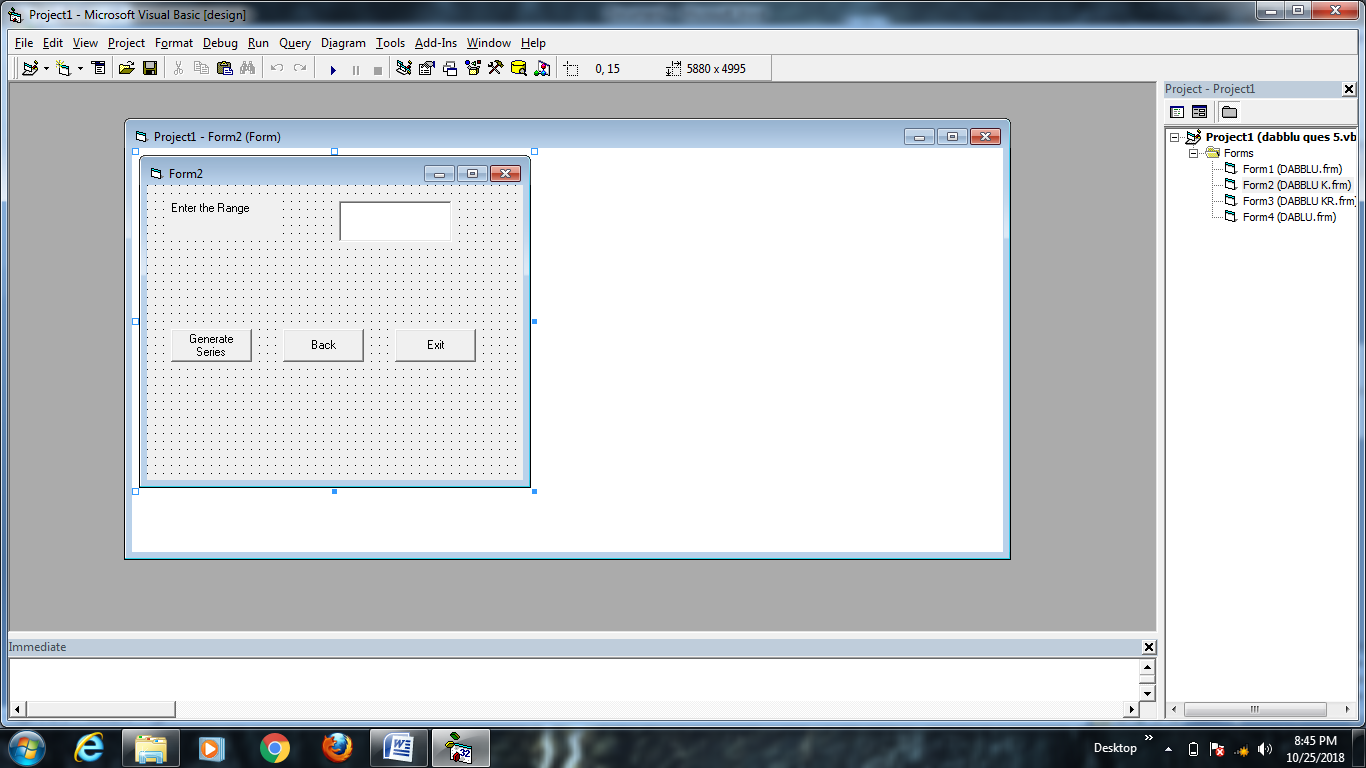 Project1 - Microsoft Visual Basic [design]
File Edit View Project Format Debug Run Query Diagram Tools Add-Ins Window Help
0, 15 5880 x 4995
Project - Project1
Project1 - Form2 (Form)
Form2
Enter the Range
Generate
Series
Back
Exit
Project1 (dabblu ques 5.vb
Forms
Form1 (DABBLU.frm)
Form2 (DABBLU K.frm)
Form3 (DABBLU KR.frm)
Form4 (DABLU.frm)
Immediate
Desktop
8:45 PM
10/25/2018